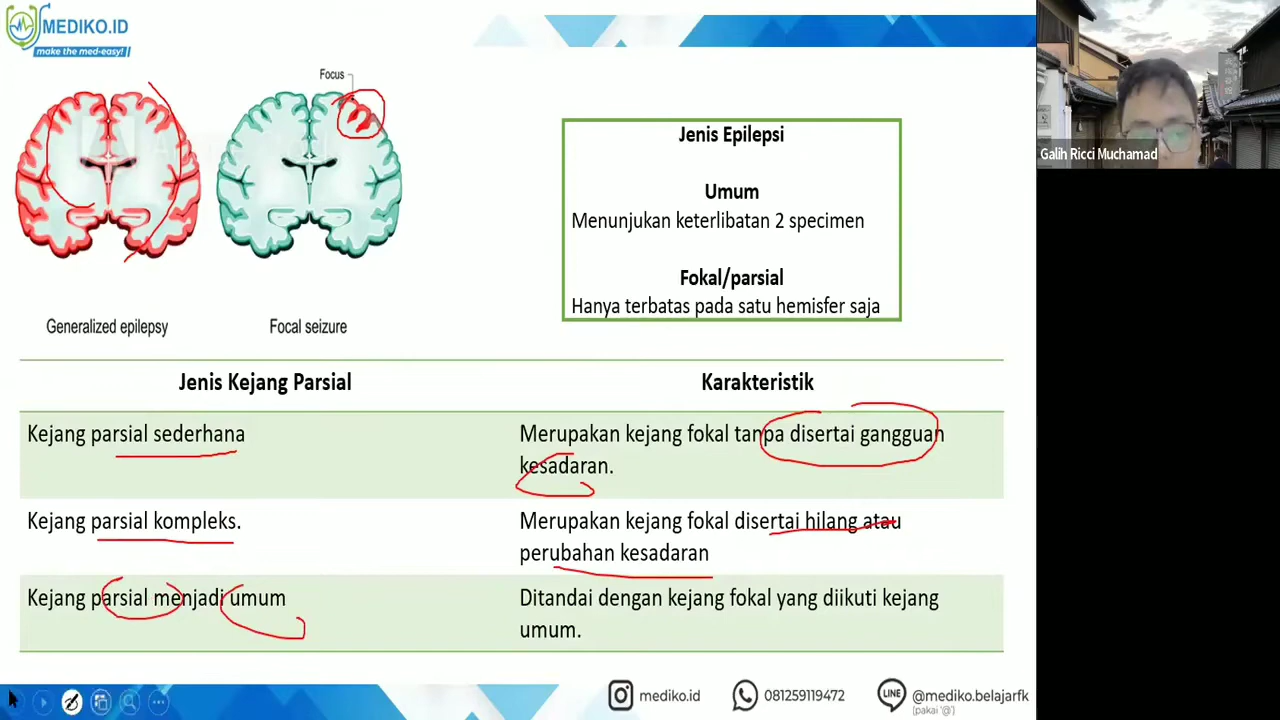 MEDIKO.ID
make the med-easy!
Focus
Generalized epilepsy
Focal seizure
Jenis Epilepsi
Umum
Menunjukan keterlibatan 2 specimen
Fokal/parsial
Hanya terbatas pada satu hemisfer saja
Galih Ricci Muchamad
Jenis Kejang Parsial
Karakteristik
Kejang parsial sederhana
Merupakan kejang fokal tanpa disertai gangguan
kesadaran.
Kejang parsial kompleks.
Merupakan kejang fokal disertai hilang atau
perubahan kesadaran
Kejang parsial menjadi umum
Ditandai dengan kejang fokal yang diikuti kejang
umum.
mediko.id
081259119472
LINE
@mediko.belajarfk
(pakai '@')